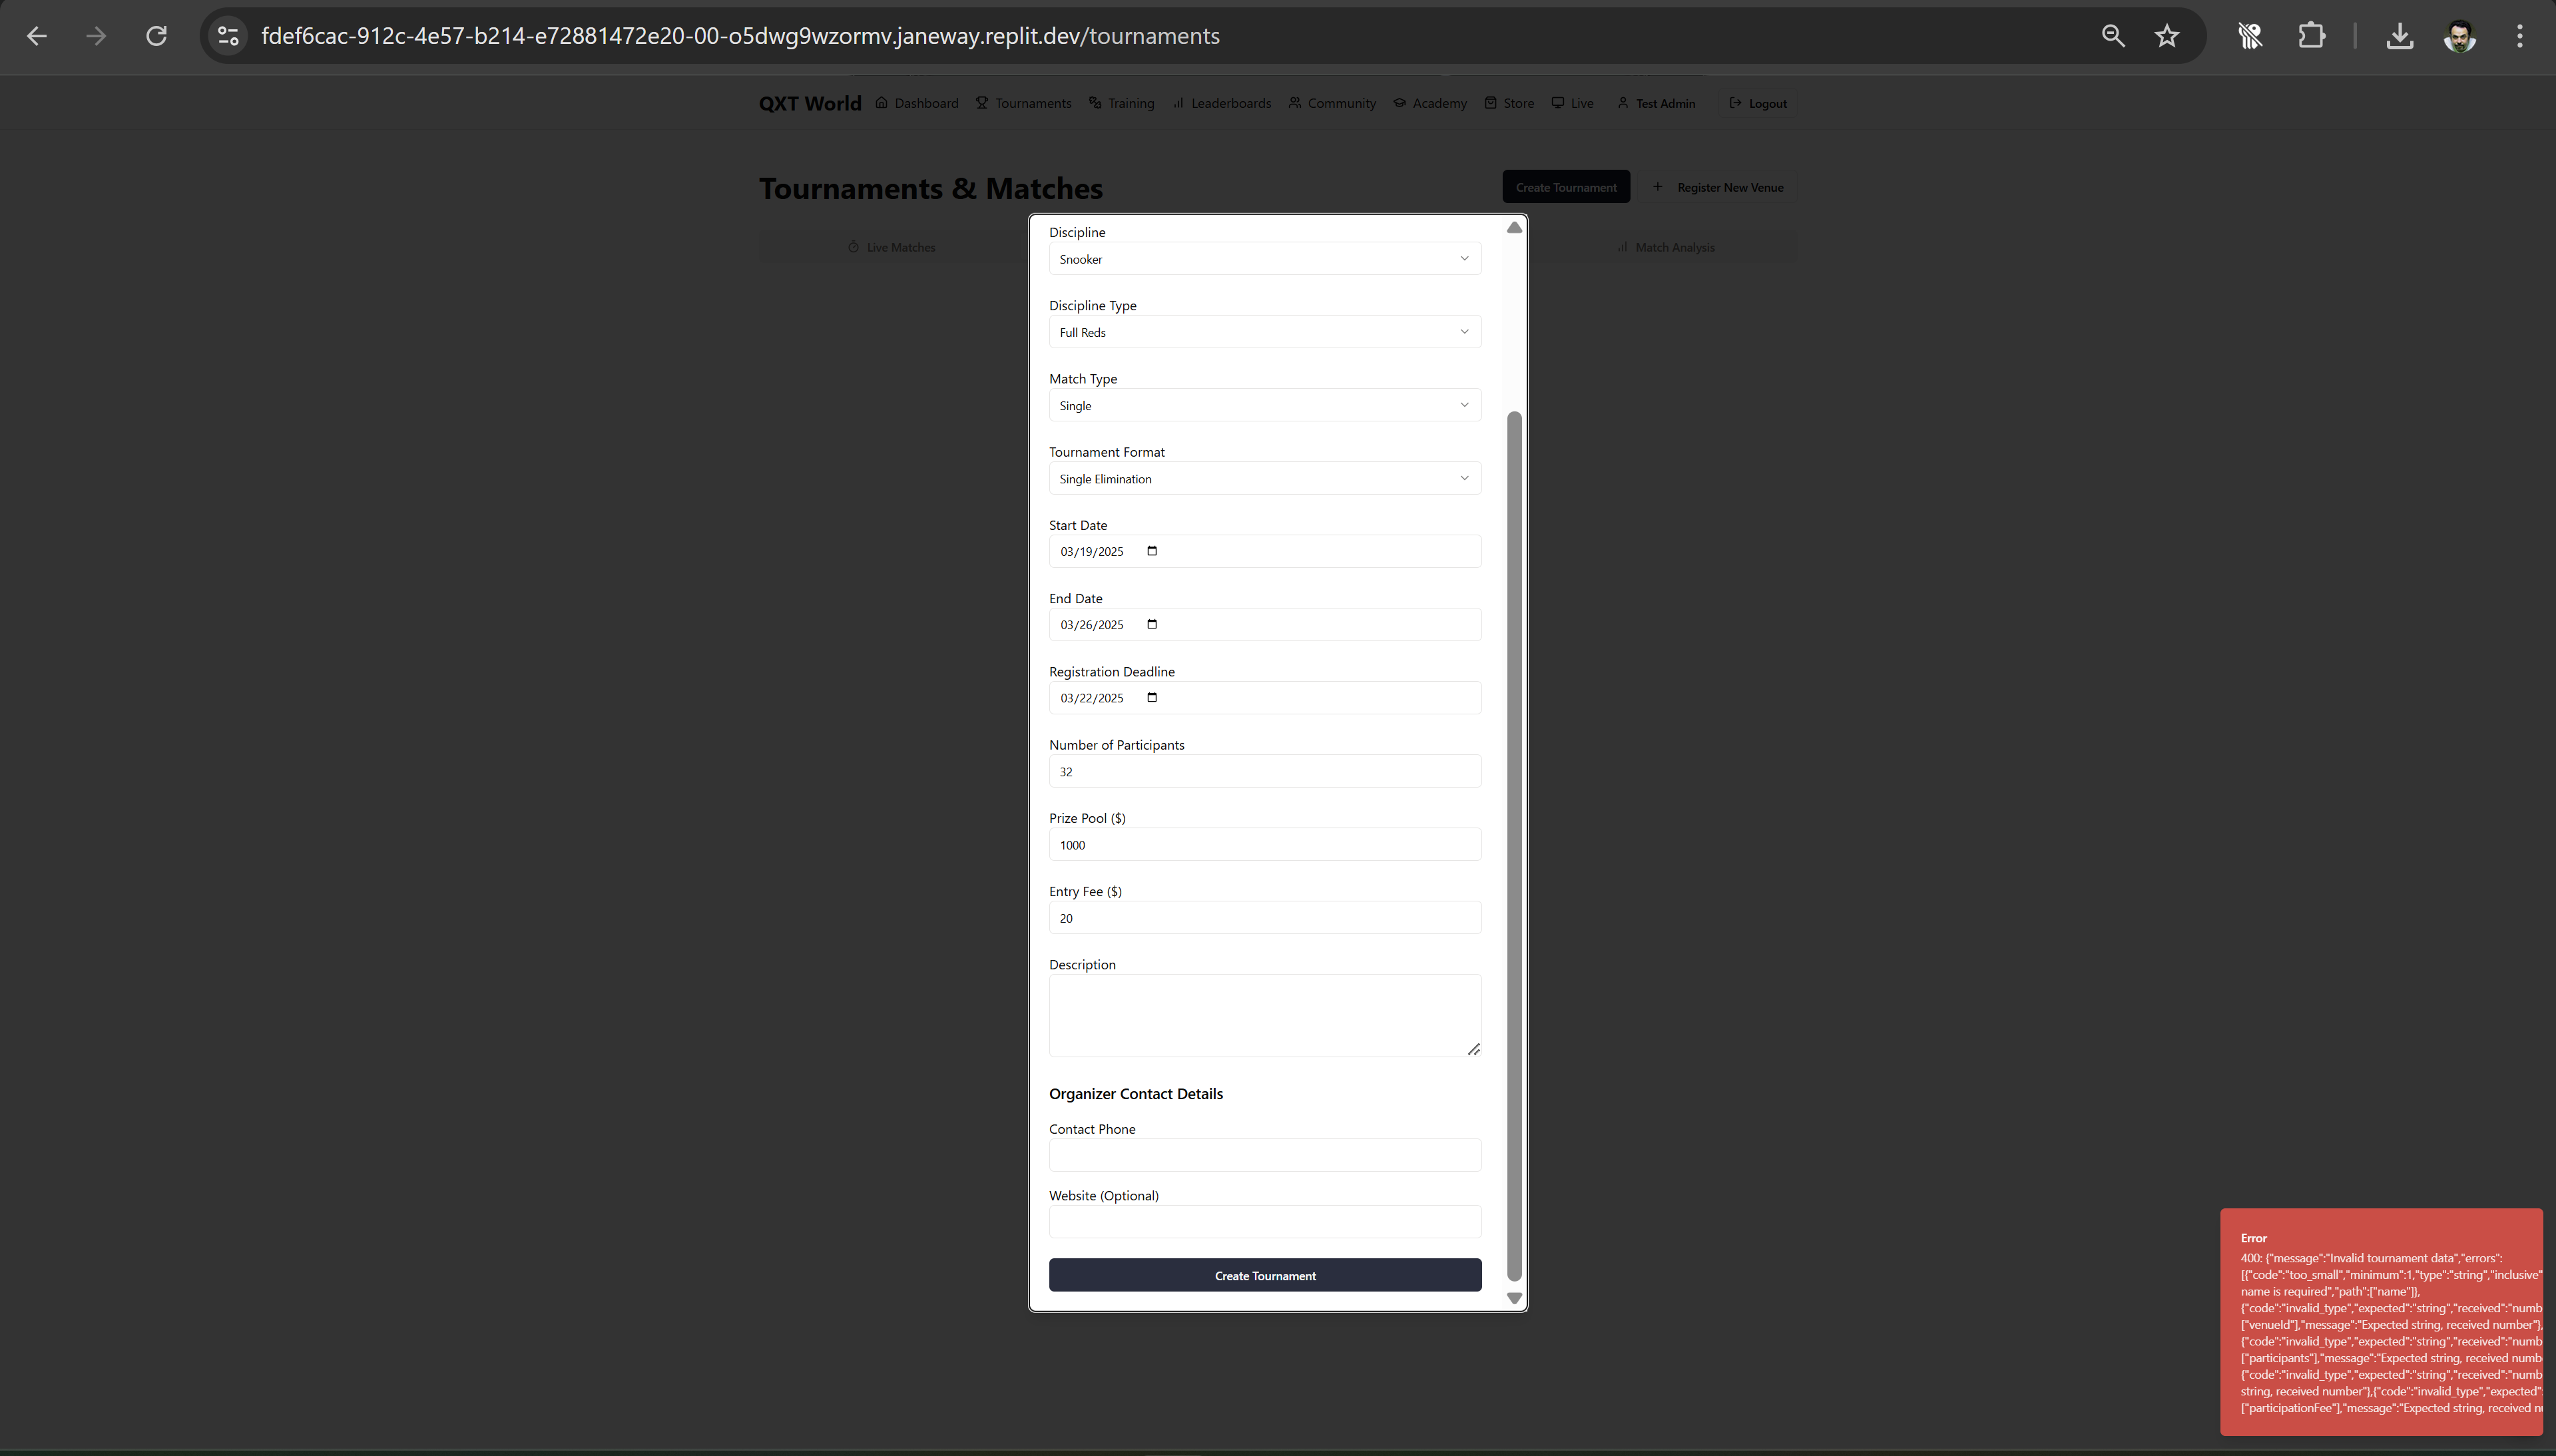 fdef6cac-912c-4e57-b214-e72881472e20-00-o5dwg9wzormv.janeway.replit.dev/tournaments
QXT World Dashboard Tournaments Training Leaderboards Community Academy Store Live Test Admin Logout
Tournaments & Matches
Create Tournament
+ Register New Venue
Live Matches
Match Analysis
Discipline
Snooker
Discipline Type
Full Reds
Match Type
Single
Tournament Format
Single Elimination
Start Date
03/19/2025
End Date
03/26/2025
Registration Deadline
03/22/2025
Number of Participants
32
Prize Pool ($)
1000
Entry Fee ($)
20
Description
Organizer Contact Details
Contact Phone
Website (Optional)
Create Tournament
Error
400: {"message":"Invalid tournament data","errors":
[{"code":"too_small","minimum":1,"type":"string","inclusive"
name is required","path":["name"]},
{"code":"invalid_type","expected":"string","received":"numb
["venueId"],"message":"Expected string, received number"},
{"code":"invalid_type","expected":"string","received":"numb
["participants"],"message":"Expected string, received numb
{"code":"invalid_type","expected":"string","received":"numb
string, received number"},{"code":"invalid_type","expected"
["participationFee"],"message":"Expected string, received n